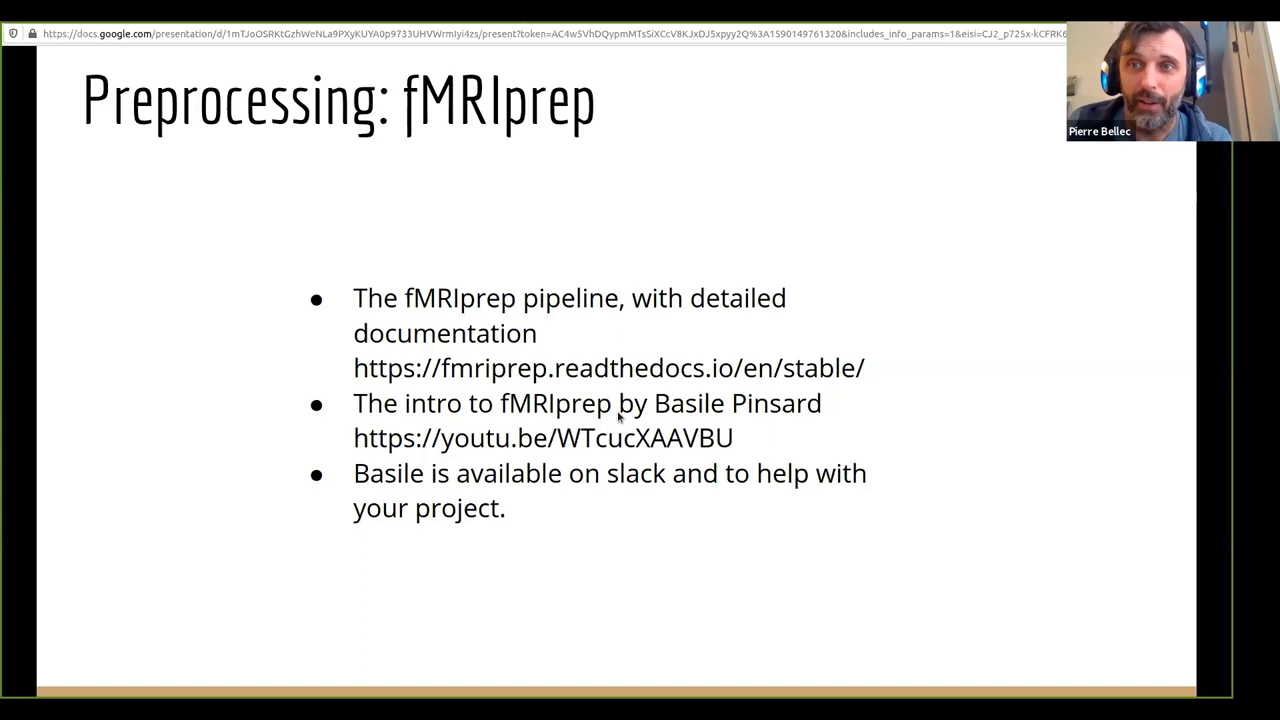 https://docs.google.com/presentation/d/1mTJoOSRKtGzhWeNLa9PXyKUYA0p9733UHVWrmIyi4zs/present?token=AC4w5VhDQypmMTsSiXCcV8KJxDJ5xpyy2Q%3A1590149761320&includes_info_params=1&eisi=CJ2_p725x-kCFRK6
Preprocessing: fMRIprep
Pierre Bellec
● The fMRIprep pipeline, with detailed
documentation
https://fmriprep.readthedocs.io/en/stable/
● The intro to fMRIprep by Basile Pinsard
https://youtu.be/WTcucXAAVBU
● Basile is available on slack and to help with
your project.